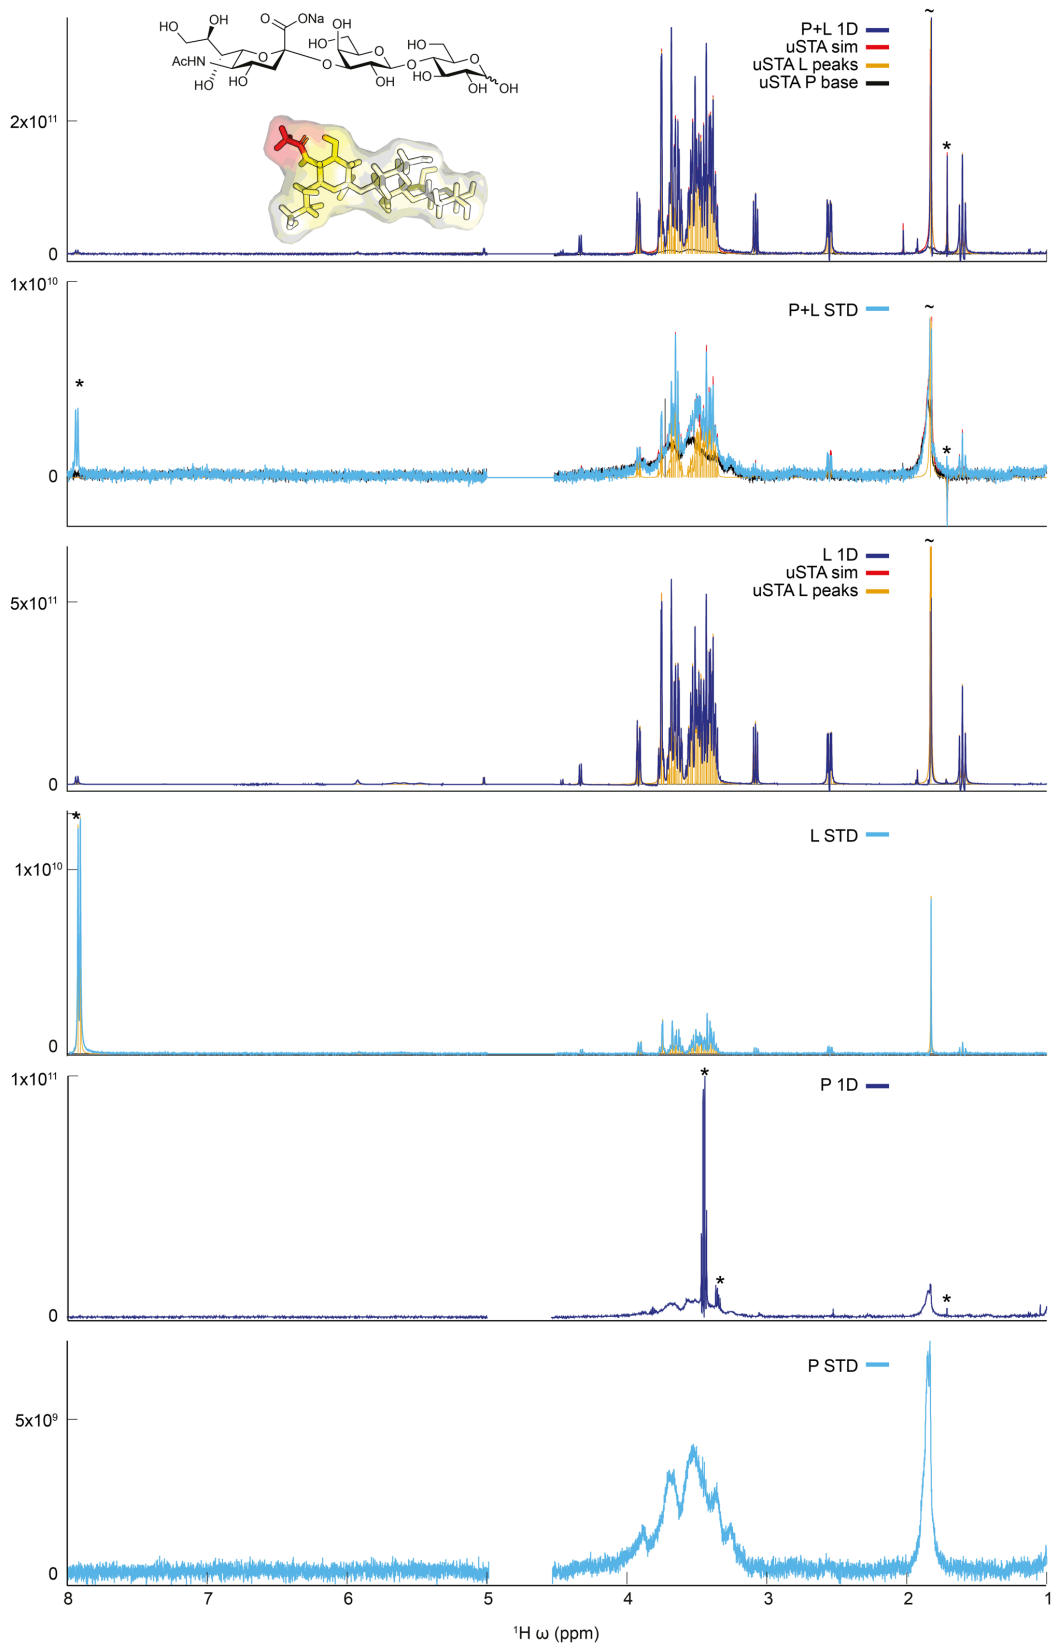 HO OH O ONa
AcHN O HO OH
HO HO O O OH O HO OH
HO O OH OH
~
P+L 1D
uSTA sim
uSTA L peaks
uSTA P base
2x10¹¹
*
0
1x10¹⁰
~
P+L STD
*
*
0
~
L 1D
uSTA sim
uSTA L peaks
5x10¹¹
0
*
L STD
1x10¹⁰
0
1x10¹¹
*
P 1D
*
*
0
P STD
5x10⁹
0
8 7 6 5 4 3 2 1
¹H ω (ppm)